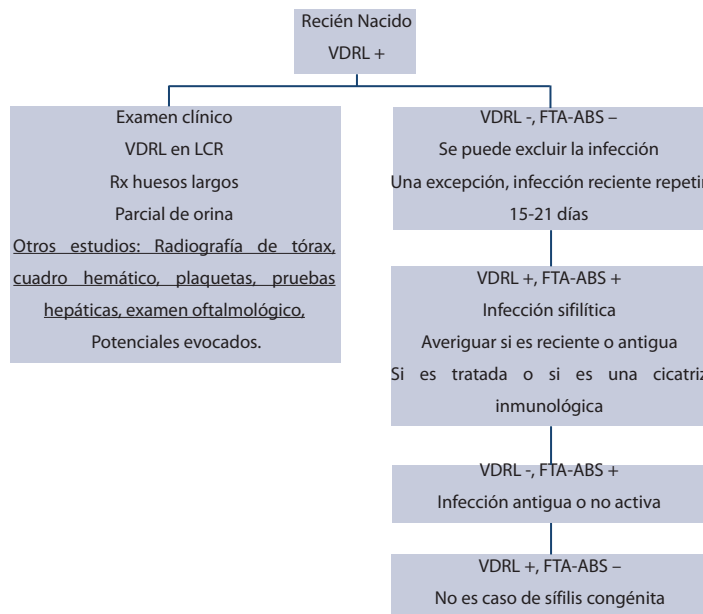 Recién Nacido
VDRL +
Examen clínico
VDRL en LCR
Rx huesos largos
Parcial de orina
Otros estudios: Radiografía de tórax,
cuadro hemático, plaquetas, pruebas
hepáticas, examen oftalmológico,
Potenciales evocados.
VDRL -, FTA-ABS –
Se puede excluir la infección
Una excepción, infección reciente repetir
15-21 días
VDRL +, FTA-ABS +
Infección sifilítica
Averiguar si es reciente o antigua
Si es tratada o si es una cicatriz
inmunológica
VDRL -, FTA-ABS +
Infección antigua o no activa
VDRL +, FTA-ABS –
No es caso de sífilis congénita